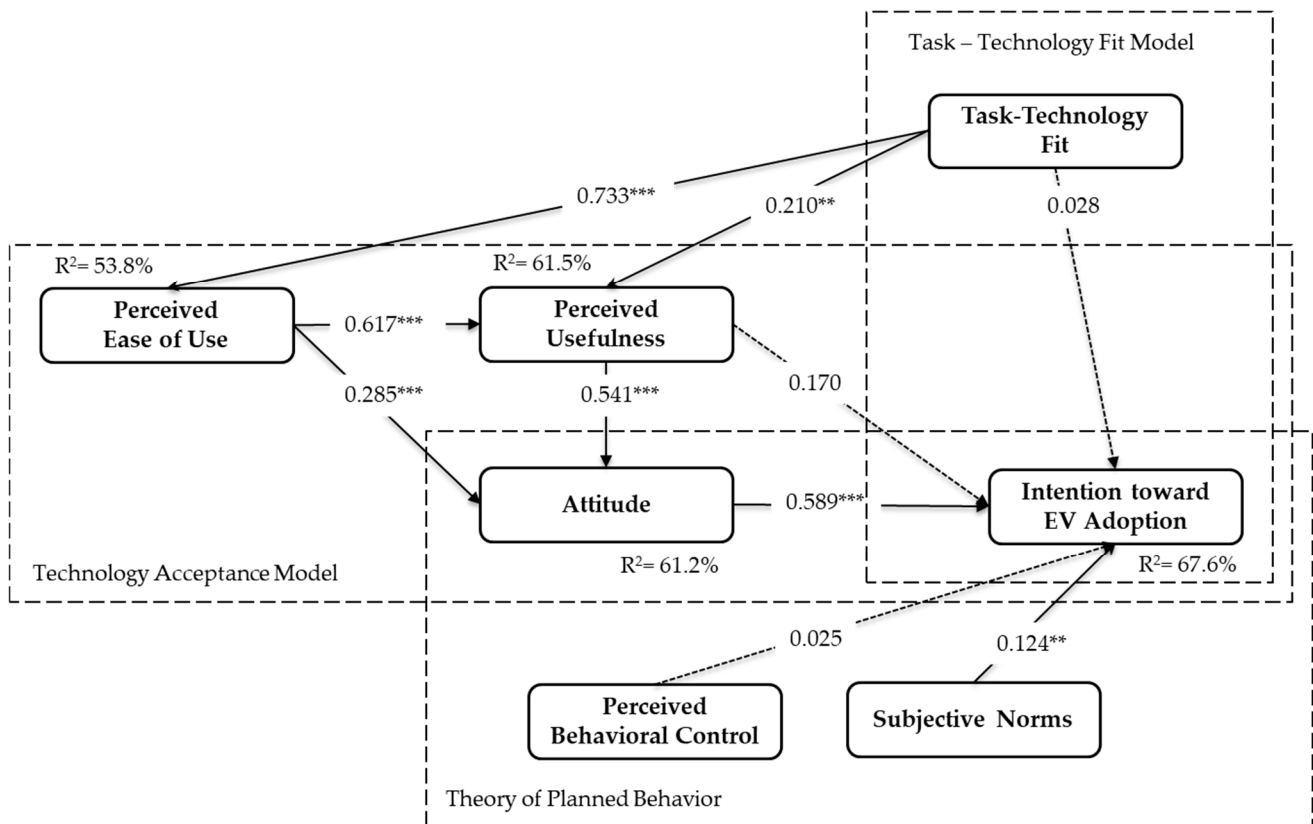 Task – Technology Fit Model
Task-Technology
Fit
0.733***
0.210**
0.028
R²= 53.8%
R²= 61.5%
Perceived
Ease of Use
0.617***
Perceived
Usefulness
0.285***
0.541***
0.170
Attitude
0.589***
Intention toward
EV Adoption
R²= 61.2%
R²= 67.6%
Technology Acceptance Model
0.025
0.124**
Perceived
Behavioral Control
Subjective Norms
Theory of Planned Behavior